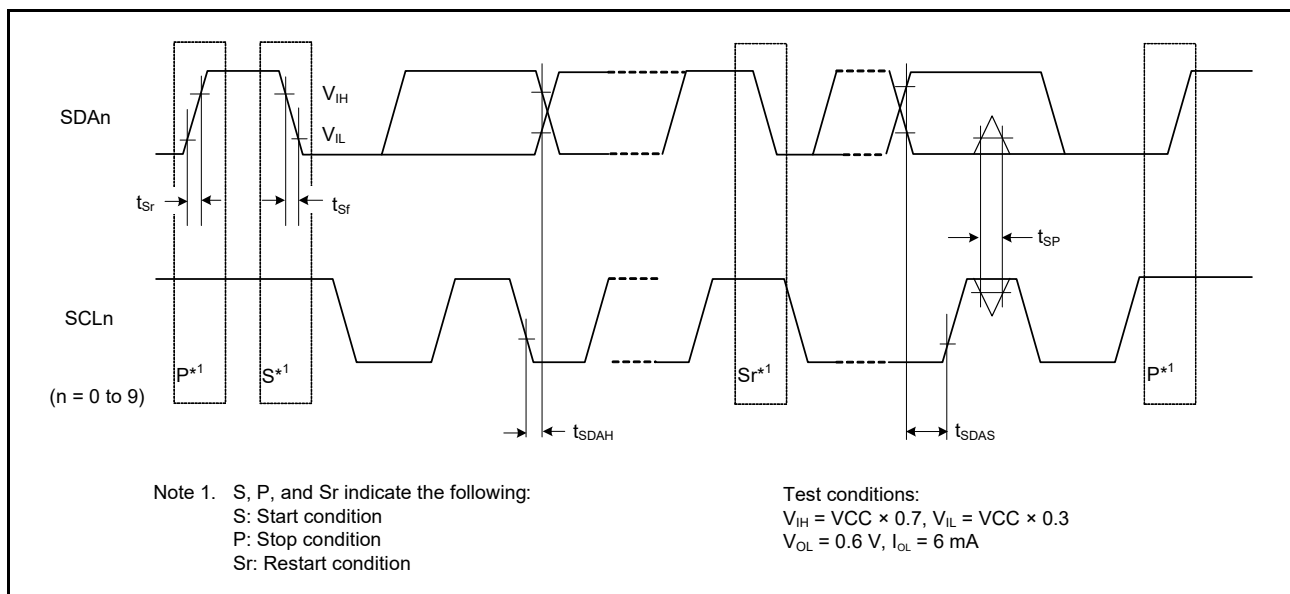 SDAn
V_IH
V_IL
t_Sr
t_Sf
t_SP
SCLn
(n = 0 to 9)
P*¹
S*¹
Sr*¹
P*¹
t_SDAH
t_SDAS
Note 1. S, P, and Sr indicate the following:
S: Start condition
P: Stop condition
Sr: Restart condition
Test conditions:
V_IH = VCC × 0.7, V_IL = VCC × 0.3
V_OL = 0.6 V, I_OL = 6 mA